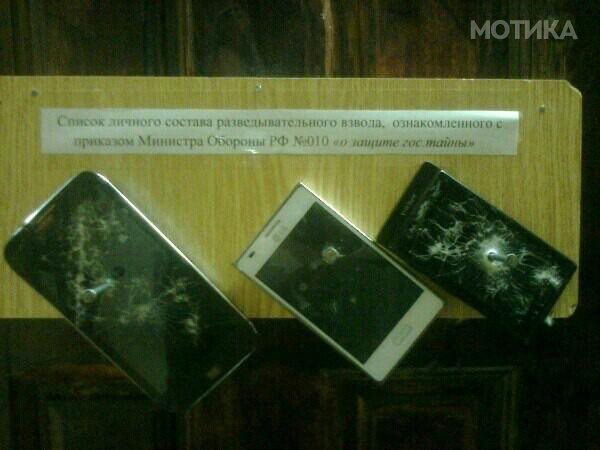 МОТИКА
Список личного состава разведывательного взвода, ознакомленного с
приказом Министра Обороны РФ №010 «о защите гос.тайны»